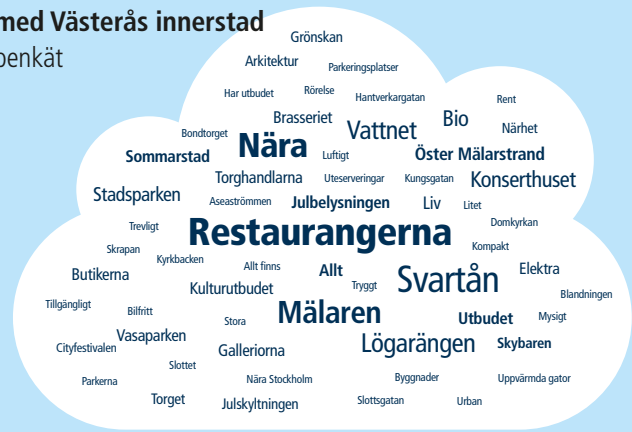 med Västerås innerstad
benkät
Grönskan
Arkitektur
Parkeringsplatser
Har utbudet
Rörelse
Hantverkargatan
Rent
Brasseriet
Vattnet
Bio
Närhet
Bondtorget
Nära
Luftigt
Öster Mälarstrand
Sommarstad
Torghandlarna
Uteserveringar
Kungsgatan
Konserthuset
Stadsparken
Aseaströmmen
Julbelysningen
Liv
Litet
Trevligt
Restaurangerna
Domkyrkan
Skrapan
Kyrkbacken
Kompakt
Butikerna
Allt finns
Allt
Svartån
Elektra
Kulturutbudet
Tryggt
Blandningen
Tillgängligt
Bilfritt
Stora
Mälaren
Utbudet
Mysigt
Cityfestivalen
Vasaparken
Galleriorna
Lögarängen
Skybaren
Slottet
Parkerna
Nära Stockholm
Byggnader
Uppvärmda gator
Torget
Julskyltningen
Slottsgatan
Urban